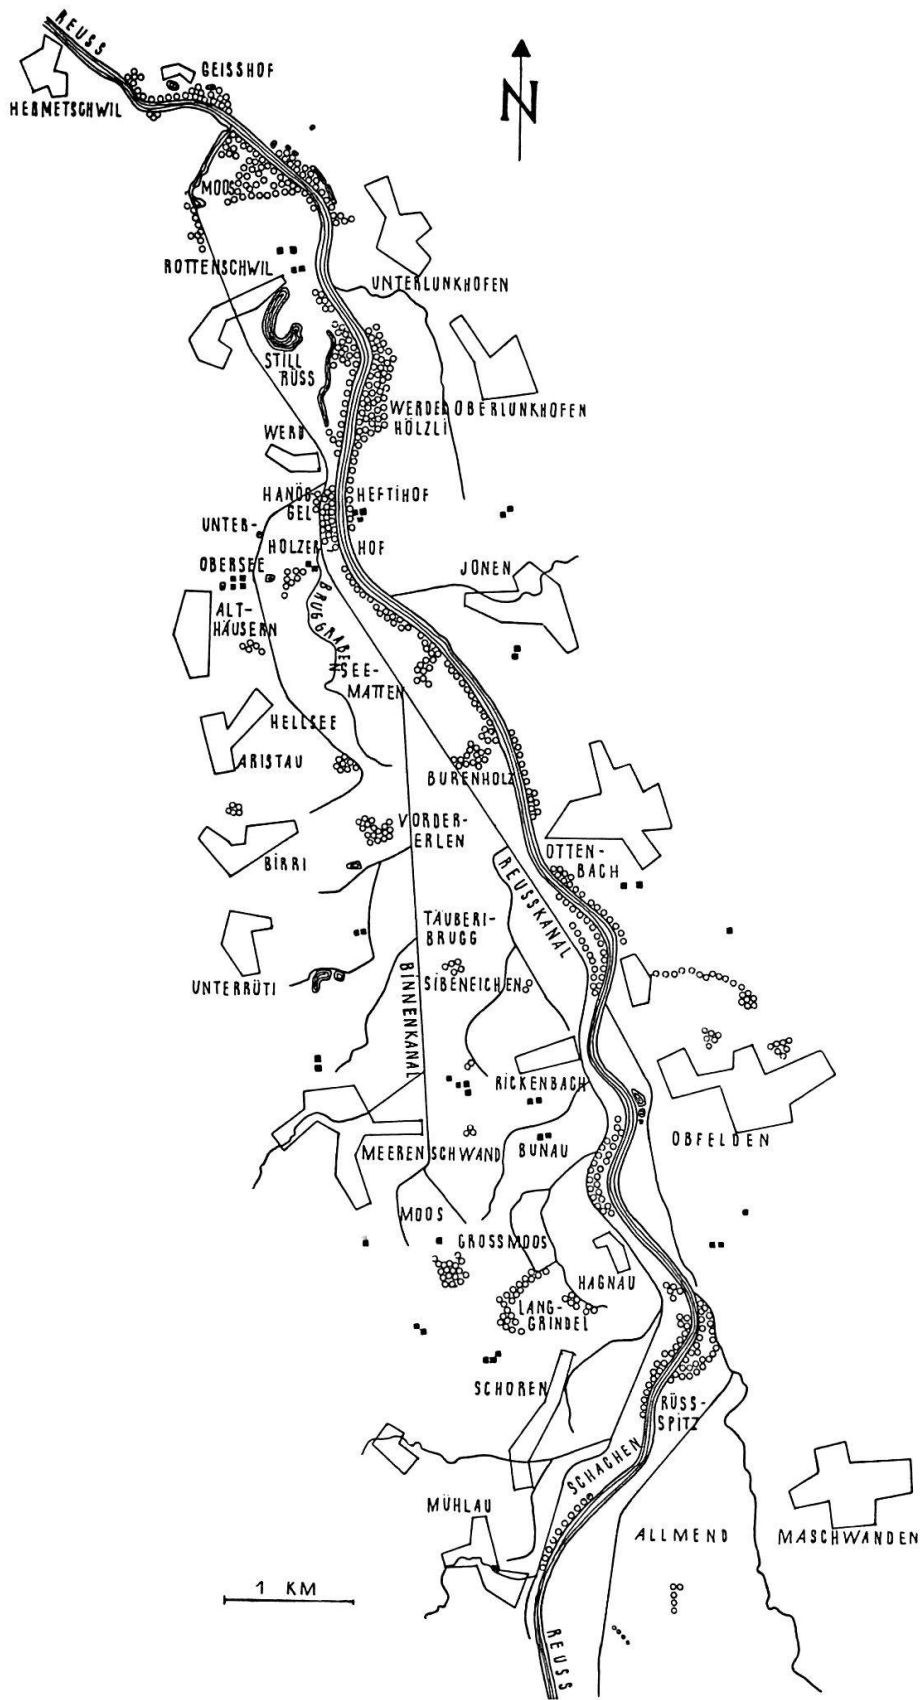 REUSS
GEISSHOF
HERMETSCHWIL
N
MOOS
ROTTENSCHWIL
UNTERLUNKHOFEN
STILL
RÜSS
WERDER
HÖLZLI
OBERLUNKHOFEN
WERD
HANÖG
GEL
HEFTIHOF
UNTER-
OBERSEE
HÖLZER
HOF
JONEN
BRUGGRABEN
ALT-
HÄUSERN
SEE-
MATTEN
HELLSEE
ARISTAU
BURENHOLZ
VORDER-
ERLEN
BIRRI
OTTEN-
BACH
REUSSKANAL
TÄUBERI-
BRUGG
SIBENEICHEN
UNTERRÜTI
BINNENKANAL
RICKENBACH
OBFELDEN
MEERENSCHWAND
BUNAU
MOOS
GROSSMOOS
HAGNAU
LANG-
GRINDEL
SCHOREN
RÜSS-
SPITZ
SCHACHEN
MÜHLAU
ALLMEND
MASCHWANDEN
1 KM
REUSS